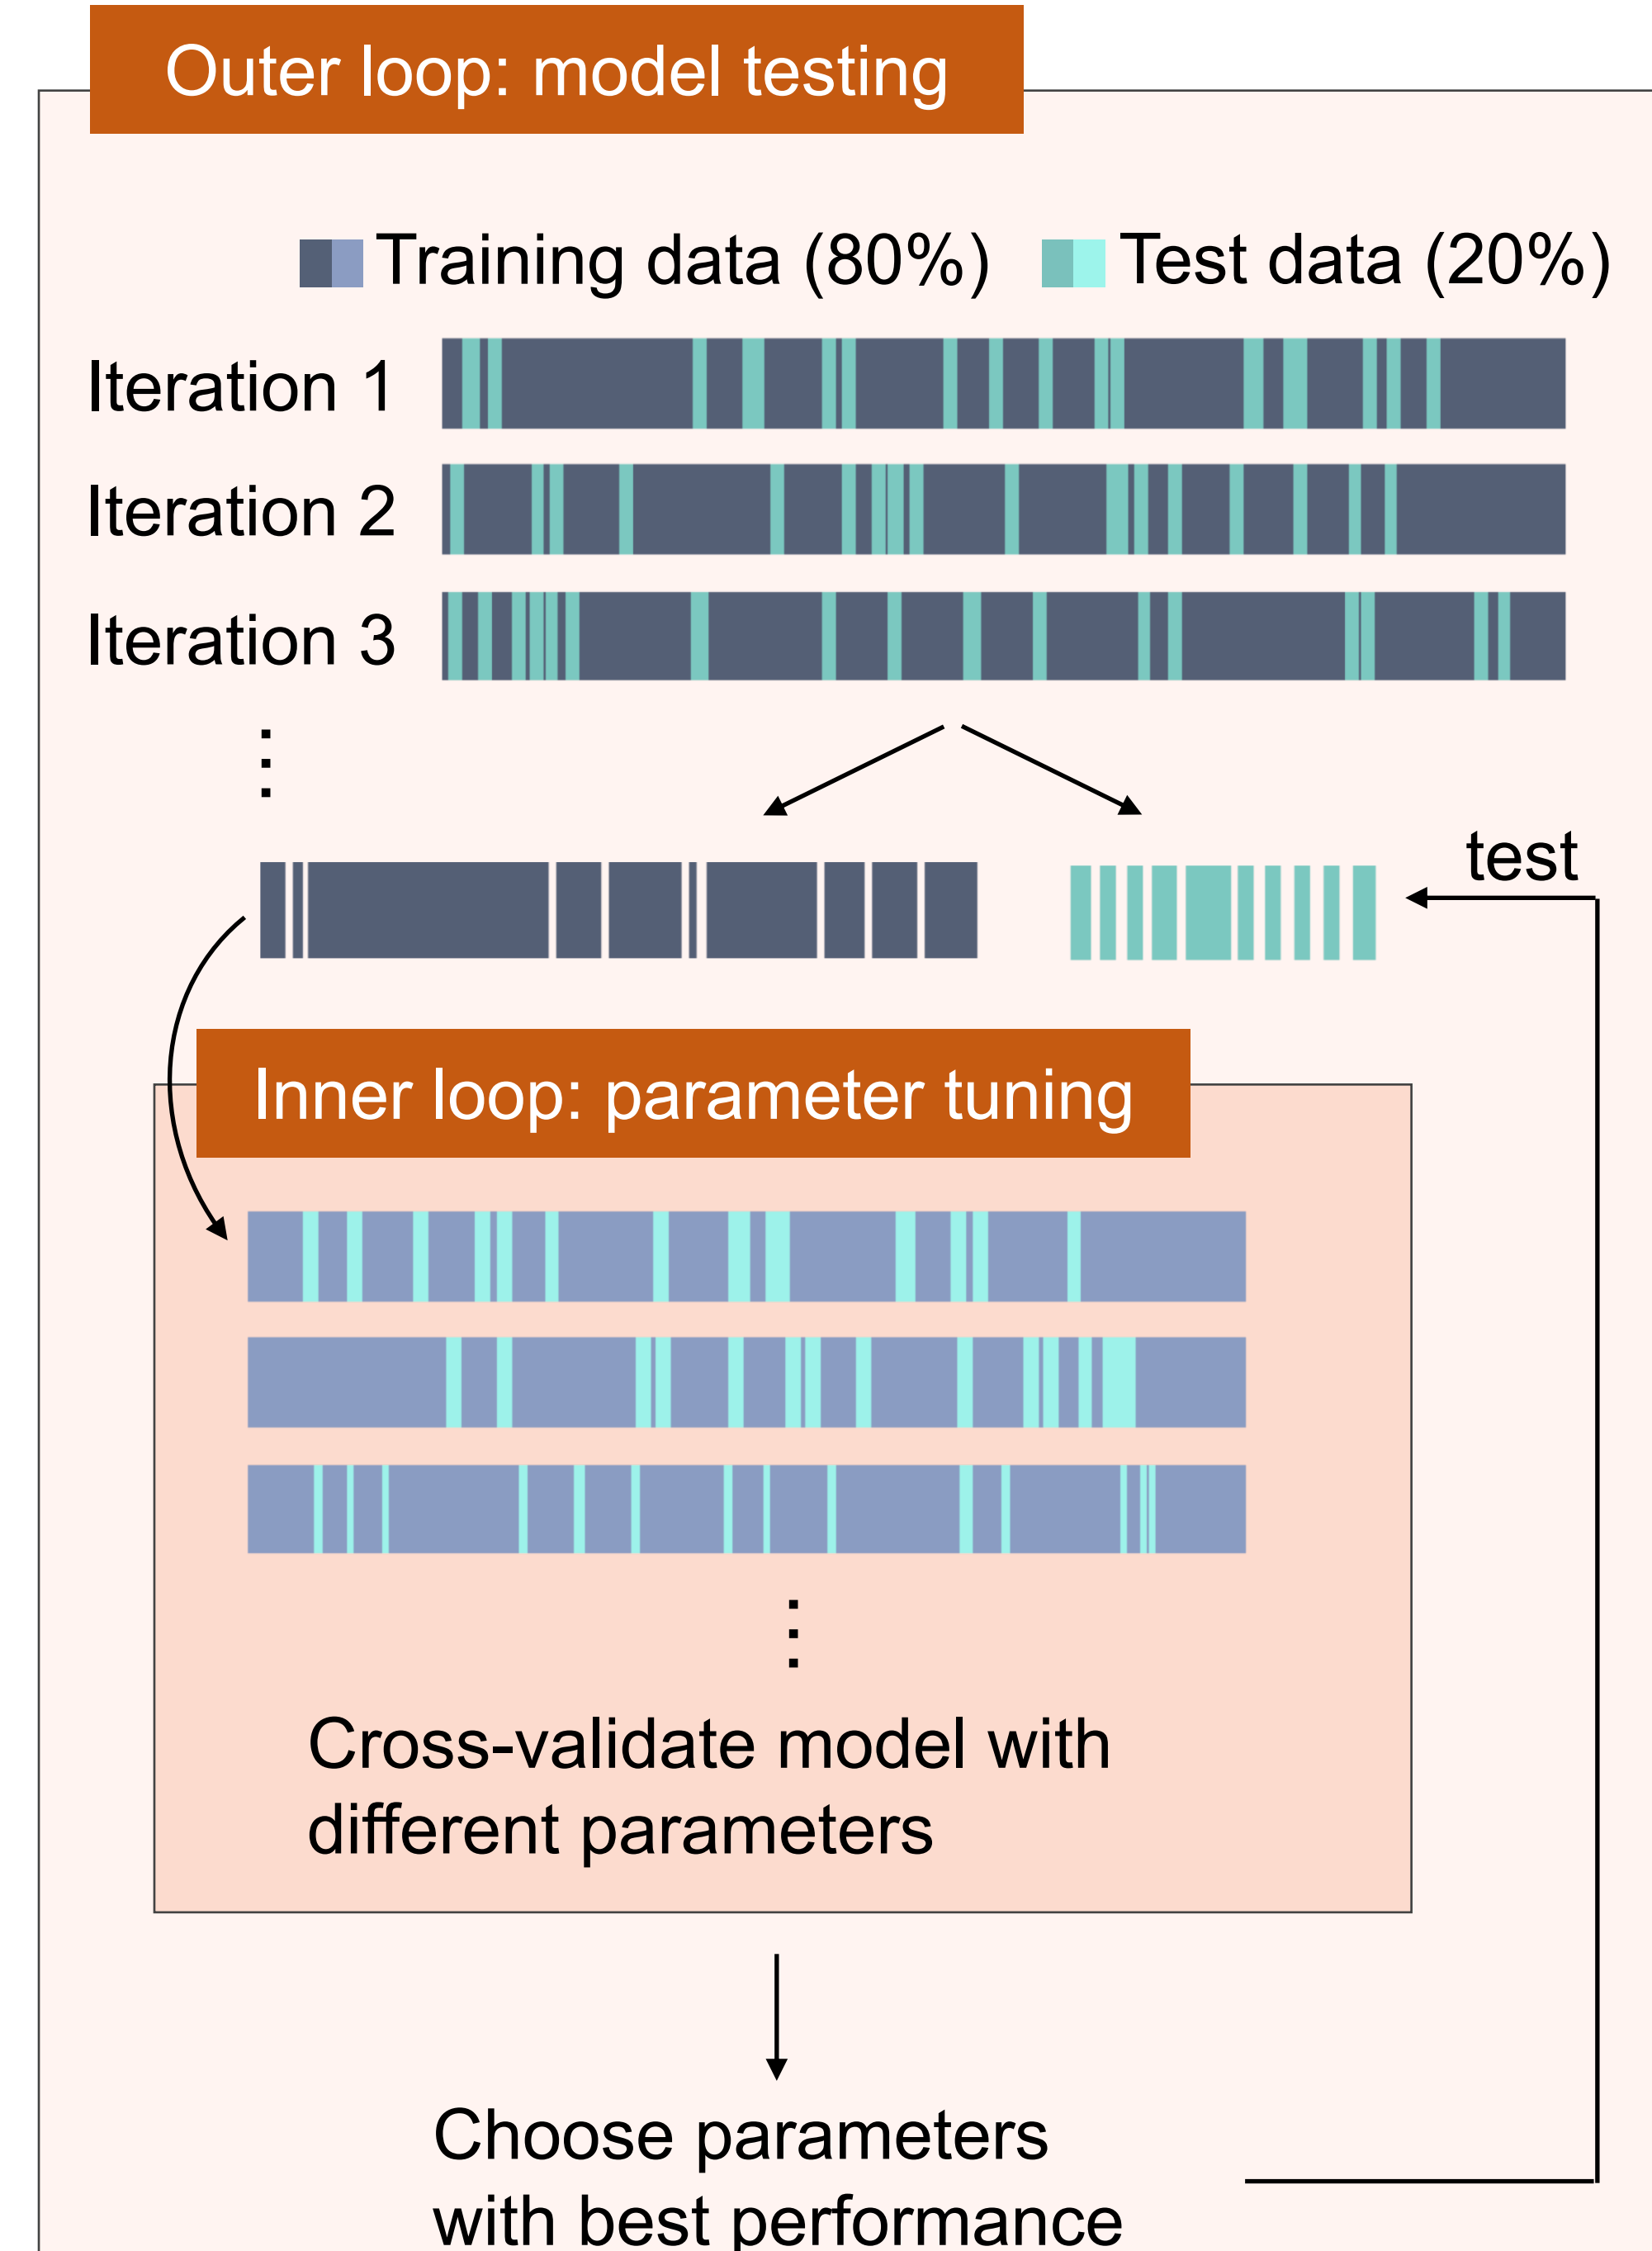 Outer loop: model testing
Training data (80%) Test data (20%)
Iteration 1
Iteration 2
Iteration 3
test
Inner loop: parameter tuning
Cross-validate model with
different parameters
Choose parameters
with best performance